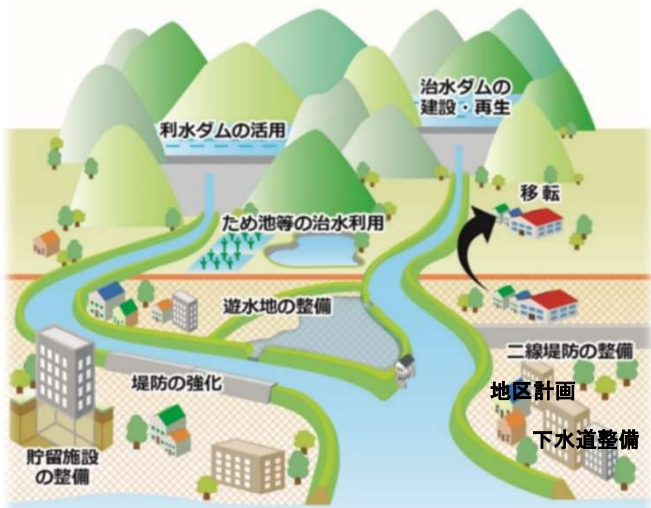 治水ダムの
建設・再生
利水ダムの活用
移転
ため池等の治水利用
遊水地の整備
二線堤防の整備
堤防の強化
地区計画
下水道整備
貯留施設
の整備